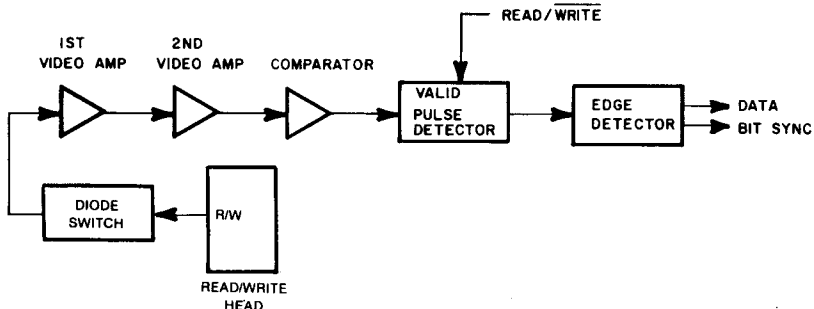 READ/WRITE
1ST
VIDEO AMP
2ND
VIDEO AMP
COMPARATOR
VALID
PULSE
DETECTOR
EDGE
DETECTOR
DATA
BIT SYNC
DIODE
SWITCH
R/W
READ/WRITE
HEAD